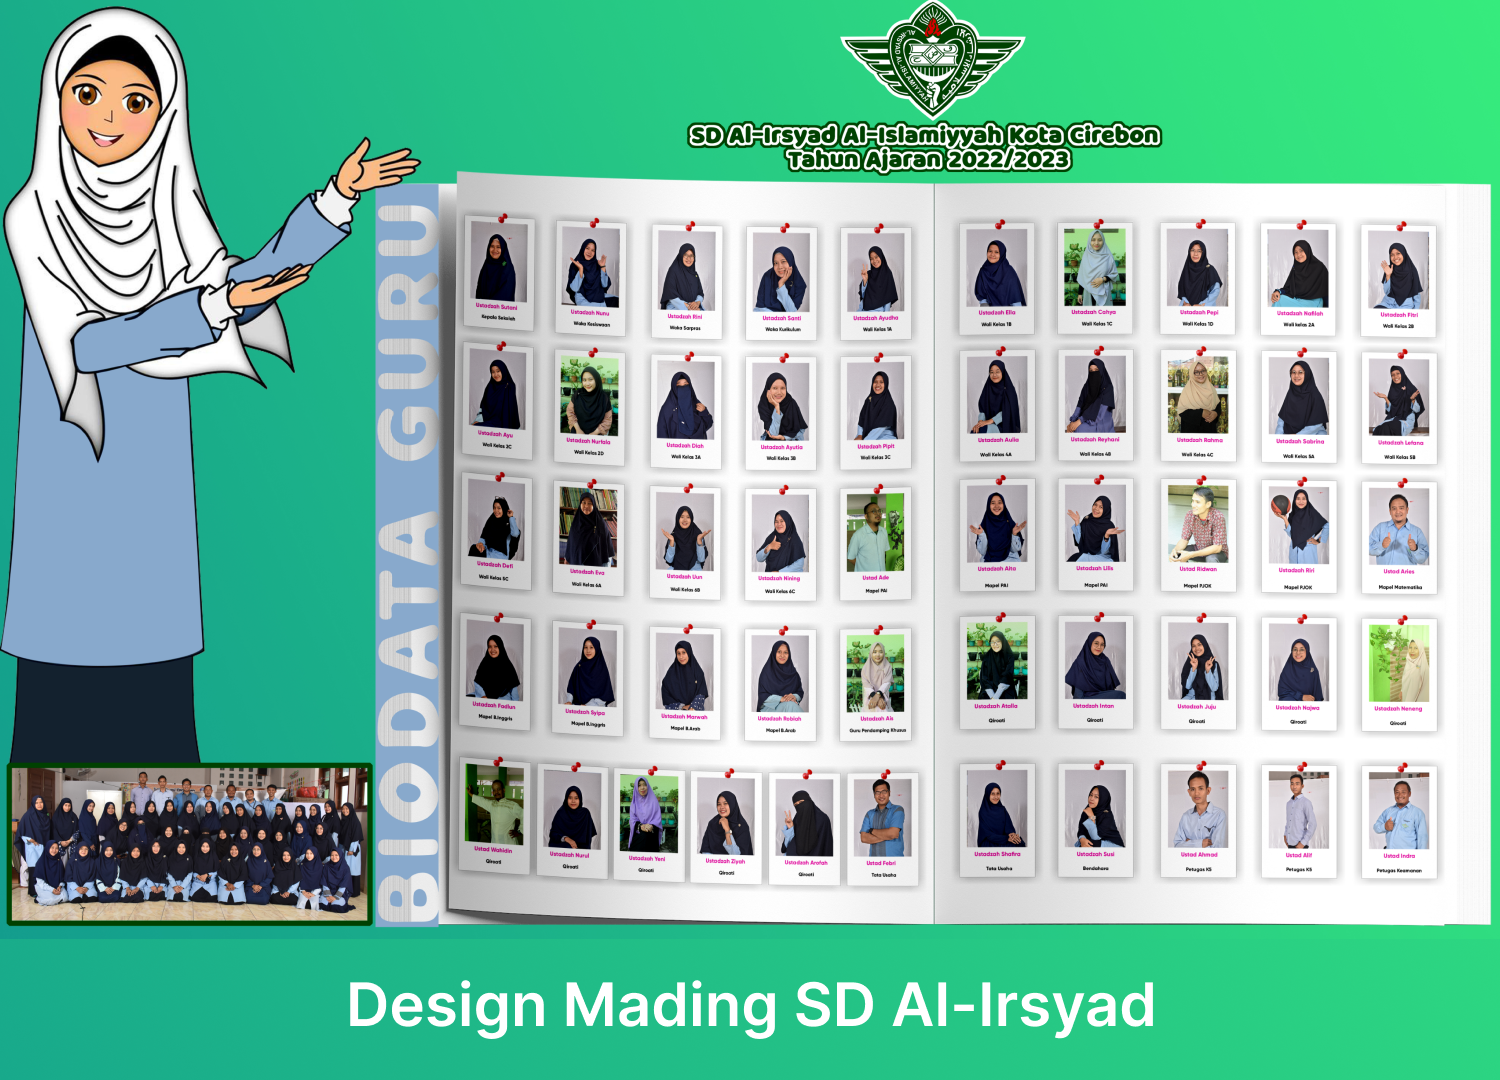 AL-IRSYAD
AL-ISLAMIYYAH
SD Al-Irsyad Al-Islamiyyah Kota Cirebon
Tahun Ajaran 2022/2023
BIODATA GURU
Ustadzah Sutani
Kepala Sekolah
Ustadzah Nunu
Waka Kesiswaan
Ustadzah Rini
Waka Sarpras
Ustadzah Santi
Waka Kurikulum
Ustadzah Ayudha
Wali Kelas 1A
Ustadzah Ella
Wali Kelas 1B
Ustadzah Cahya
Wali Kelas 1C
Ustadzah Pepi
Wali Kelas 1D
Ustadzah Nafilah
Wali kelas 2A
Ustadzah Fitri
Wali Kelas 2B
Ustadzah Ayu
Wali Kelas 2C
Ustadzah Nurfala
Wali Kelas 2D
Ustadzah Diah
Wali Kelas 3A
Ustadzah Ayutia
Wali Kelas 3B
Ustadzah Pipit
Wali Kelas 3C
Ustadzah Aulia
Wali Kelas 4A
Ustadzah Reyhani
Wali Kelas 4B
Ustadzah Rahma
Wali Kelas 4C
Ustadzah Sabrina
Wali Kelas 5A
Ustadzah Lefana
Wali Kelas 5B
Ustadzah Defi
Wali Kelas 5C
Ustadzah Eva
Wali Kelas 6A
Ustadzah Uun
Wali Kelas 6B
Ustadzah Nining
Wali Kelas 6C
Ustad Ade
Mapel PAI
Ustadzah Aita
Mapel PAI
Ustadzah Lilis
Mapel PAI
Ustad Ridwan
Mapel PJOK
Ustadzah Riri
Mapel PJOK
Ustad Aries
Mapel Matematika
Ustadzah Fadlun
Mapel B.Inggris
Ustadzah Syipa
Mapel B.Inggris
Ustadzah Marwah
Mapel B.Arab
Ustadzah Robiah
Mapel B.Arab
Ustadzah Ais
Guru Pendamping Khusus
Ustadzah Atalla
Qiroati
Ustadzah Intan
Qiroati
Ustadzah Juju
Qiroati
Ustadzah Najwa
Qiroati
Ustadzah Neneng
Qiroati
Ustad Wahidin
Qiroati
Ustadzah Nurul
Qiroati
Ustadzah Yeni
Qiroati
Ustadzah Ziyah
Qiroati
Ustadzah Arofah
Qiroati
Ustad Febri
Tata Usaha
Ustadzah Shafira
Tata Usaha
Ustadzah Susi
Bendahara
Ustad Ahmad
Petugas K5
Ustad Alif
Petugas K5
Ustad Indra
Petugas Keamanan
Design Mading SD Al-Irsyad